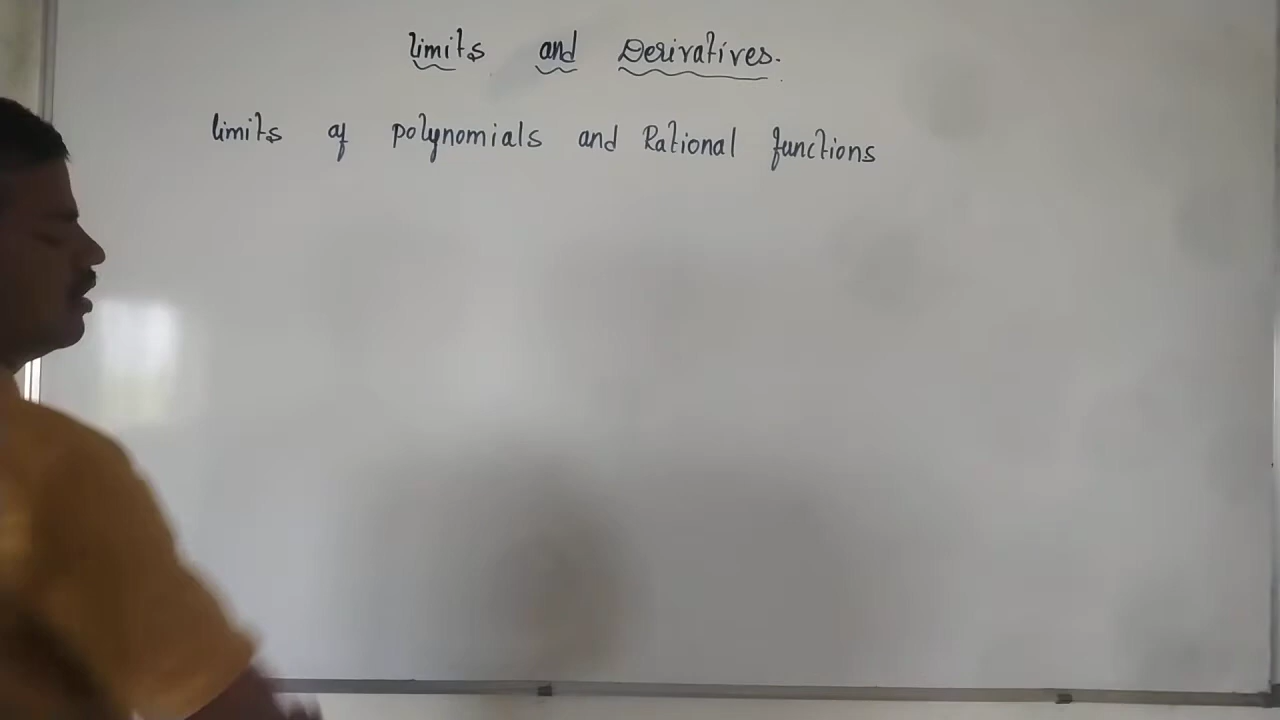 limits and Derivatives.
limits of polynomials and Rational functions